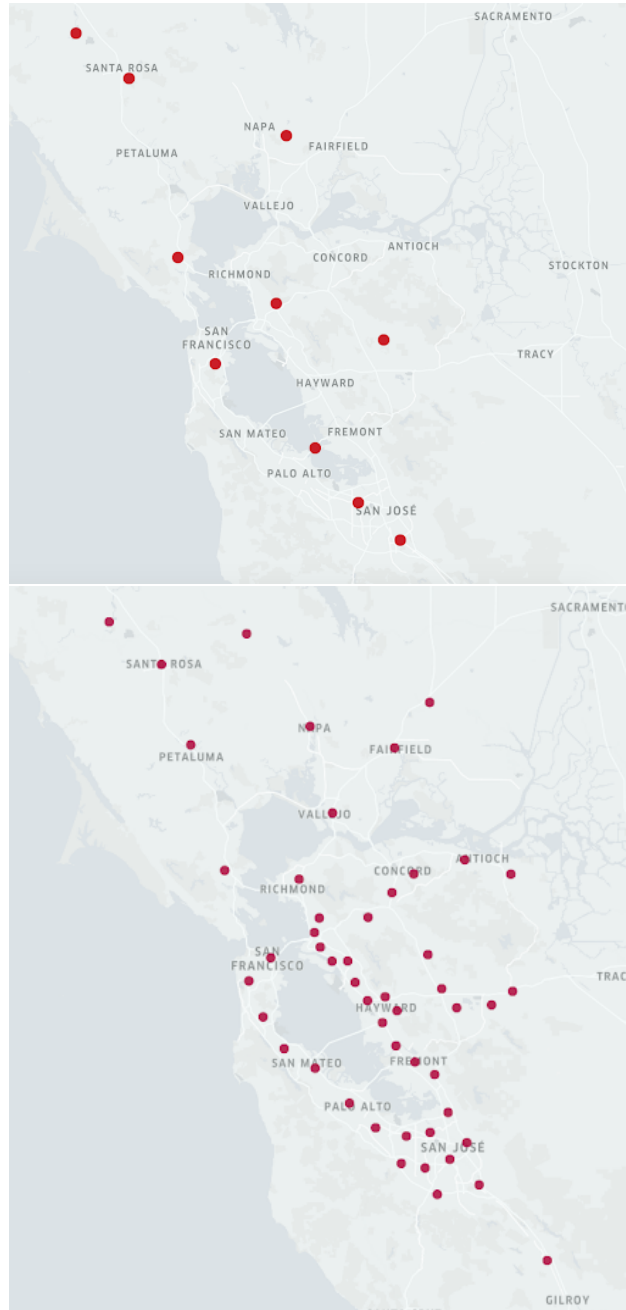 SACRAMENTO
SANTA ROSA
NAPA
FAIRFIELD
PETALUMA
VALLEJO
ANTIOCH
CONCORD
STOCKTON
RICHMOND
SAN
FRANCISCO
TRACY
HAYWARD
FREMONT
SAN MATEO
PALO ALTO
SAN JOSÉ
SACRAMENTO
SANTA ROSA
NAPA
FAIRFIELD
PETALUMA
VALLEJO
ANTIOCH
CONCORD
RICHMOND
SAN
FRANCISCO
TRAC
HAYWARD
FREMONT
SAN MATEO
PALO ALTO
SAN JOSÉ
GILROY